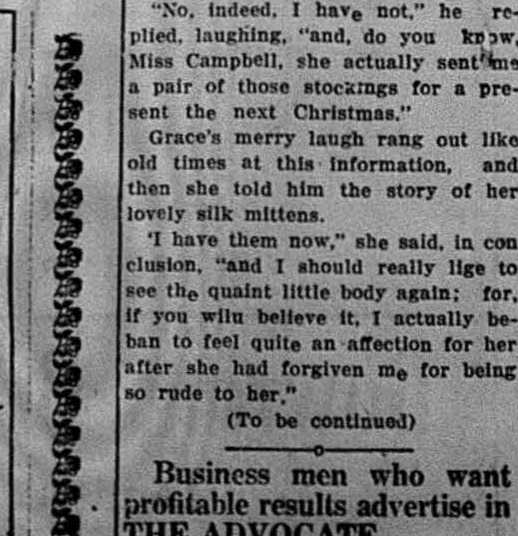 "No, indeed, I have not," he re-
plied, laughing, "and, do you know,
Miss Campbell, she actually sent me
a pair of those stockings for a pre-
sent the next Christmas."
Grace's merry laugh rang out like
old times at this information, and
then she told him the story of her
lovely silk mittens.
'I have them now," she said, in con
clusion, "and I should really lige to
see the quaint little body again; for,
if you wilu believe it, I actually be-
ban to feel quite an affection for her
after she had forgiven me for being
so rude to her."
(To be continued)
Business men who want
profitable results advertise in
THE ADVOCATE